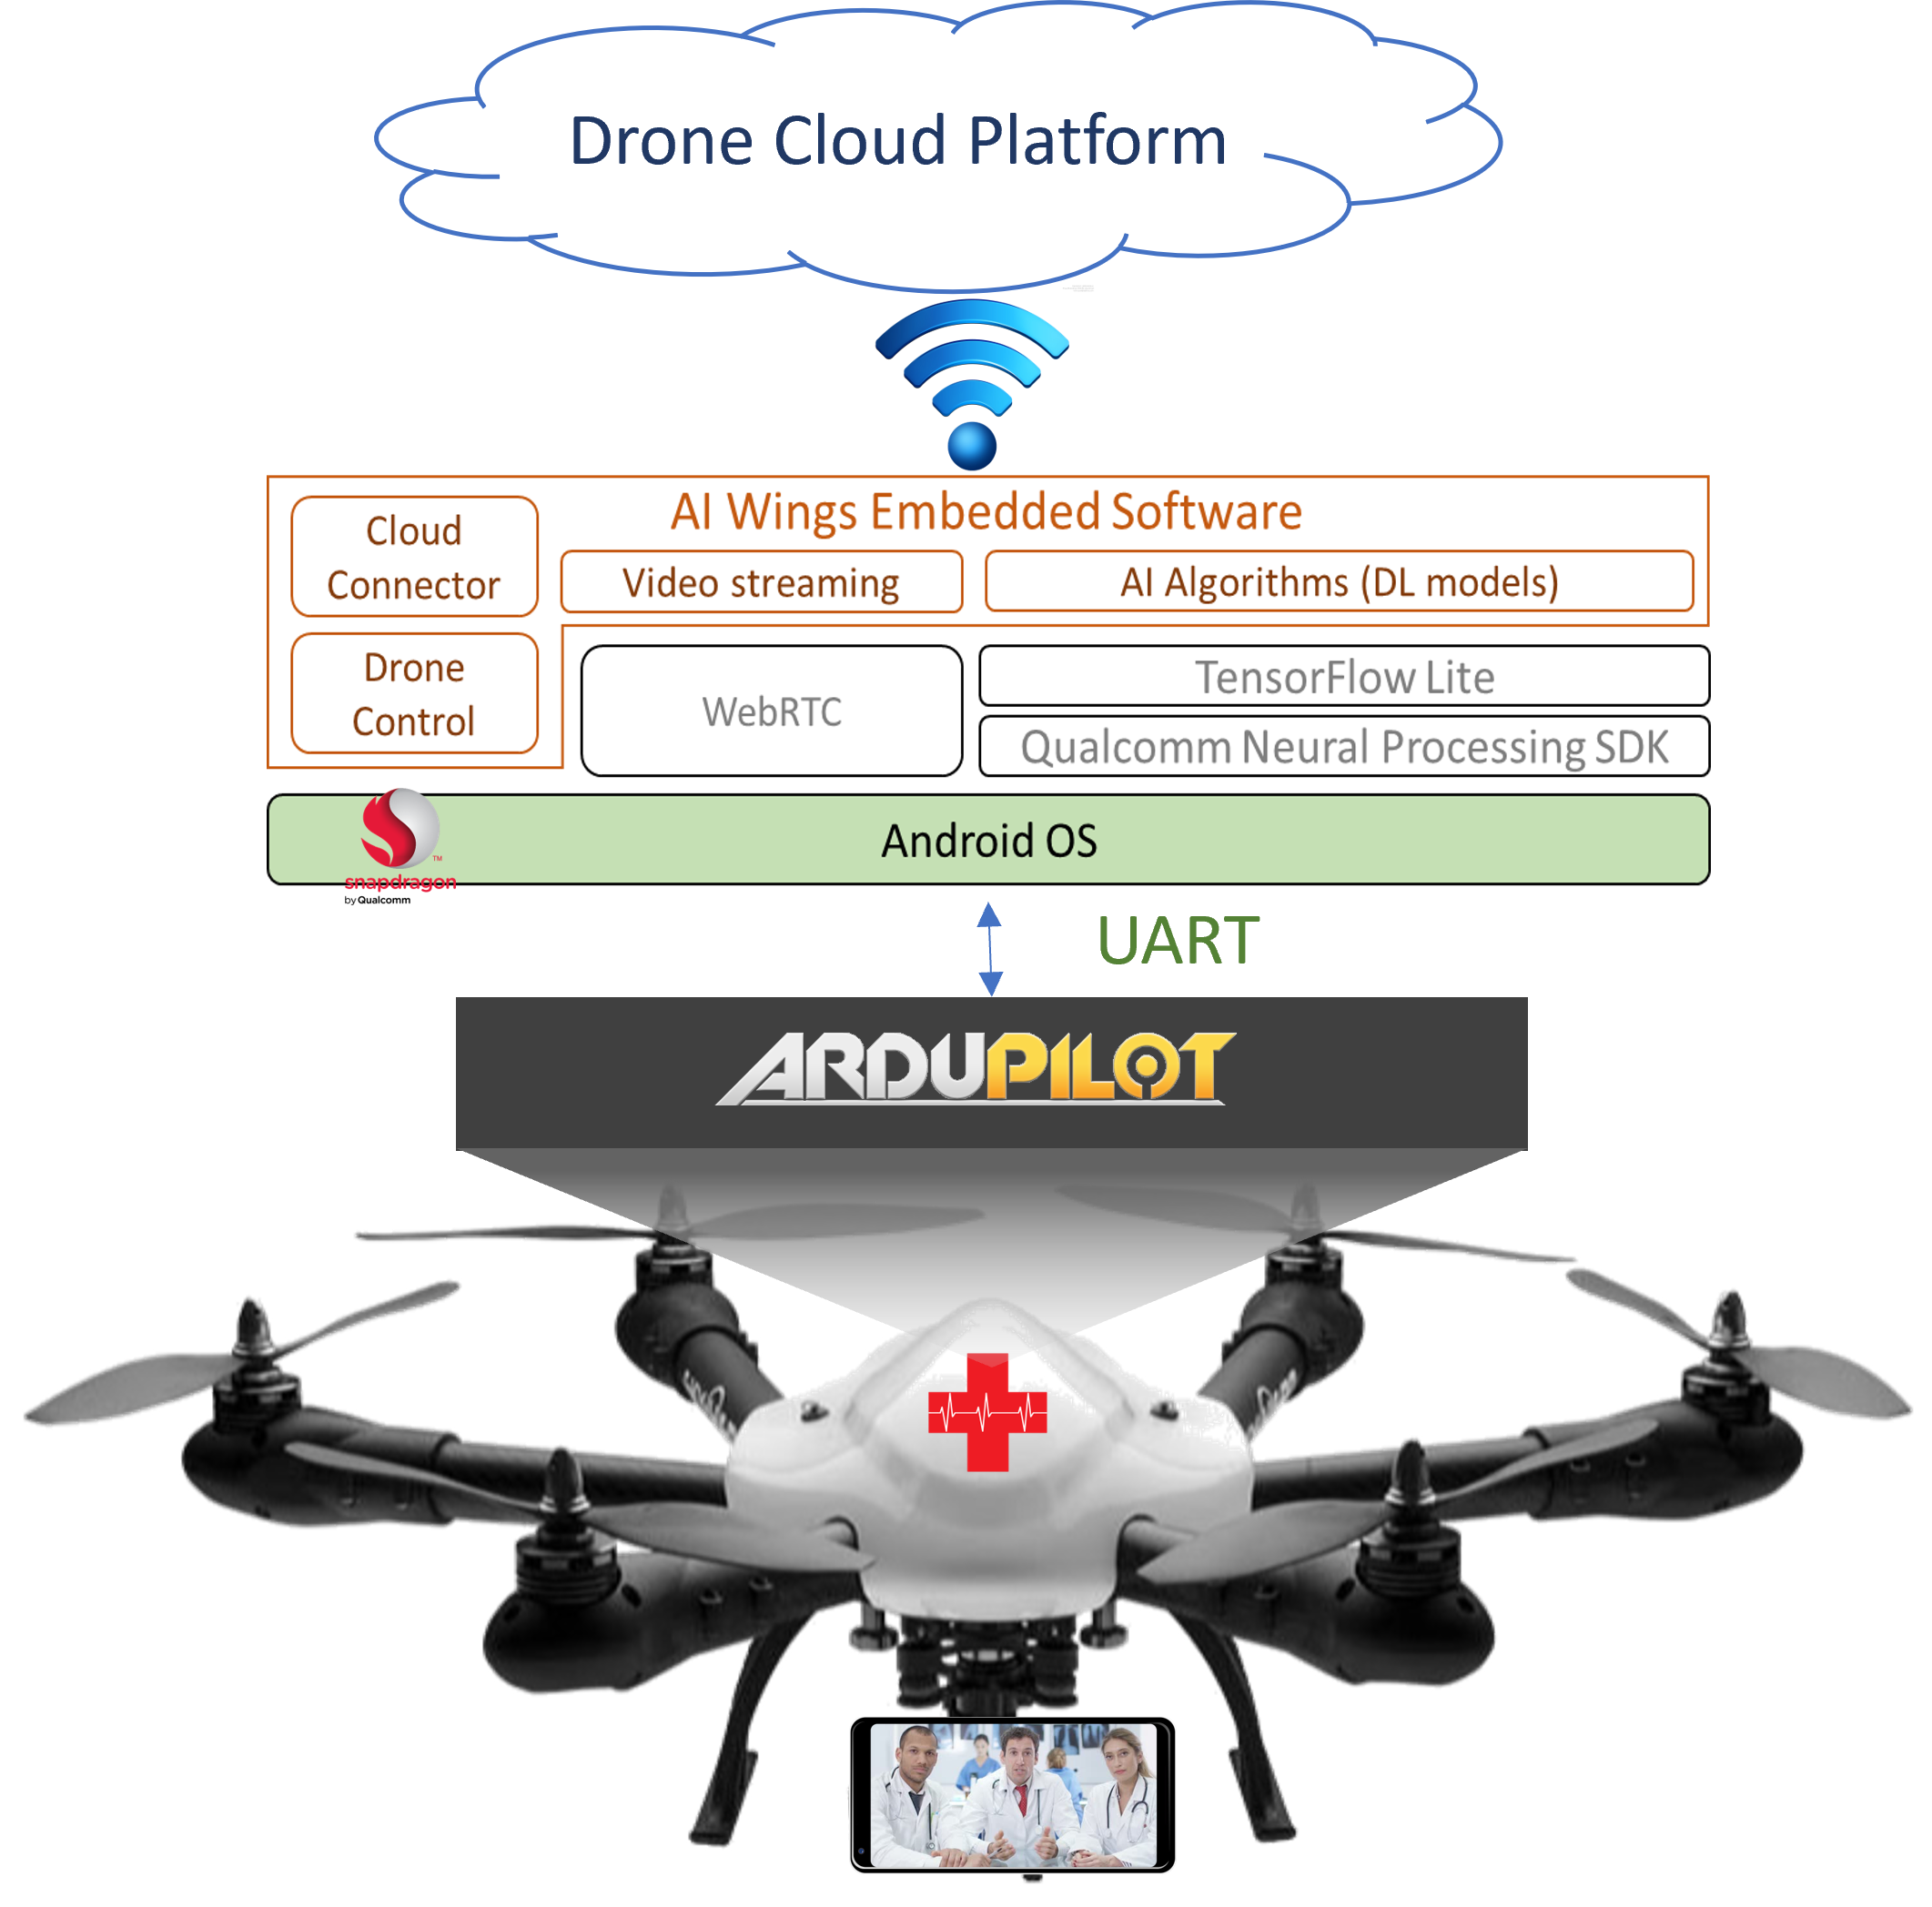 Drone Cloud Platform
AI Wings Embedded Software
Cloud
Connector
Video streaming
AI Algorithms (DL models)
Drone
Control
WebRTC
TensorFlow Lite
Qualcomm Neural Processing SDK
Android OS
TM
snapdragon
by Qualcomm
UART
ARDUPILOT